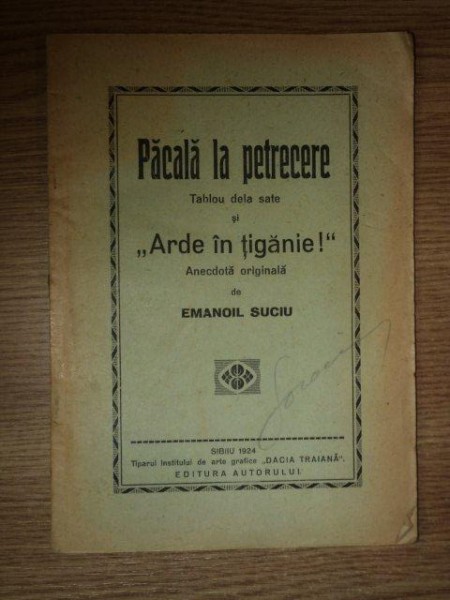 Păcală la petrecere
Tablou dela sate
și
„Arde în țigănie!“
Anecdotă originală
de
EMANOIL SUCIU
SIBIIU 1924
Tiparul Institutului de arte grafice „DACIA TRAIANĂ“.
EDITURA AUTORULUI